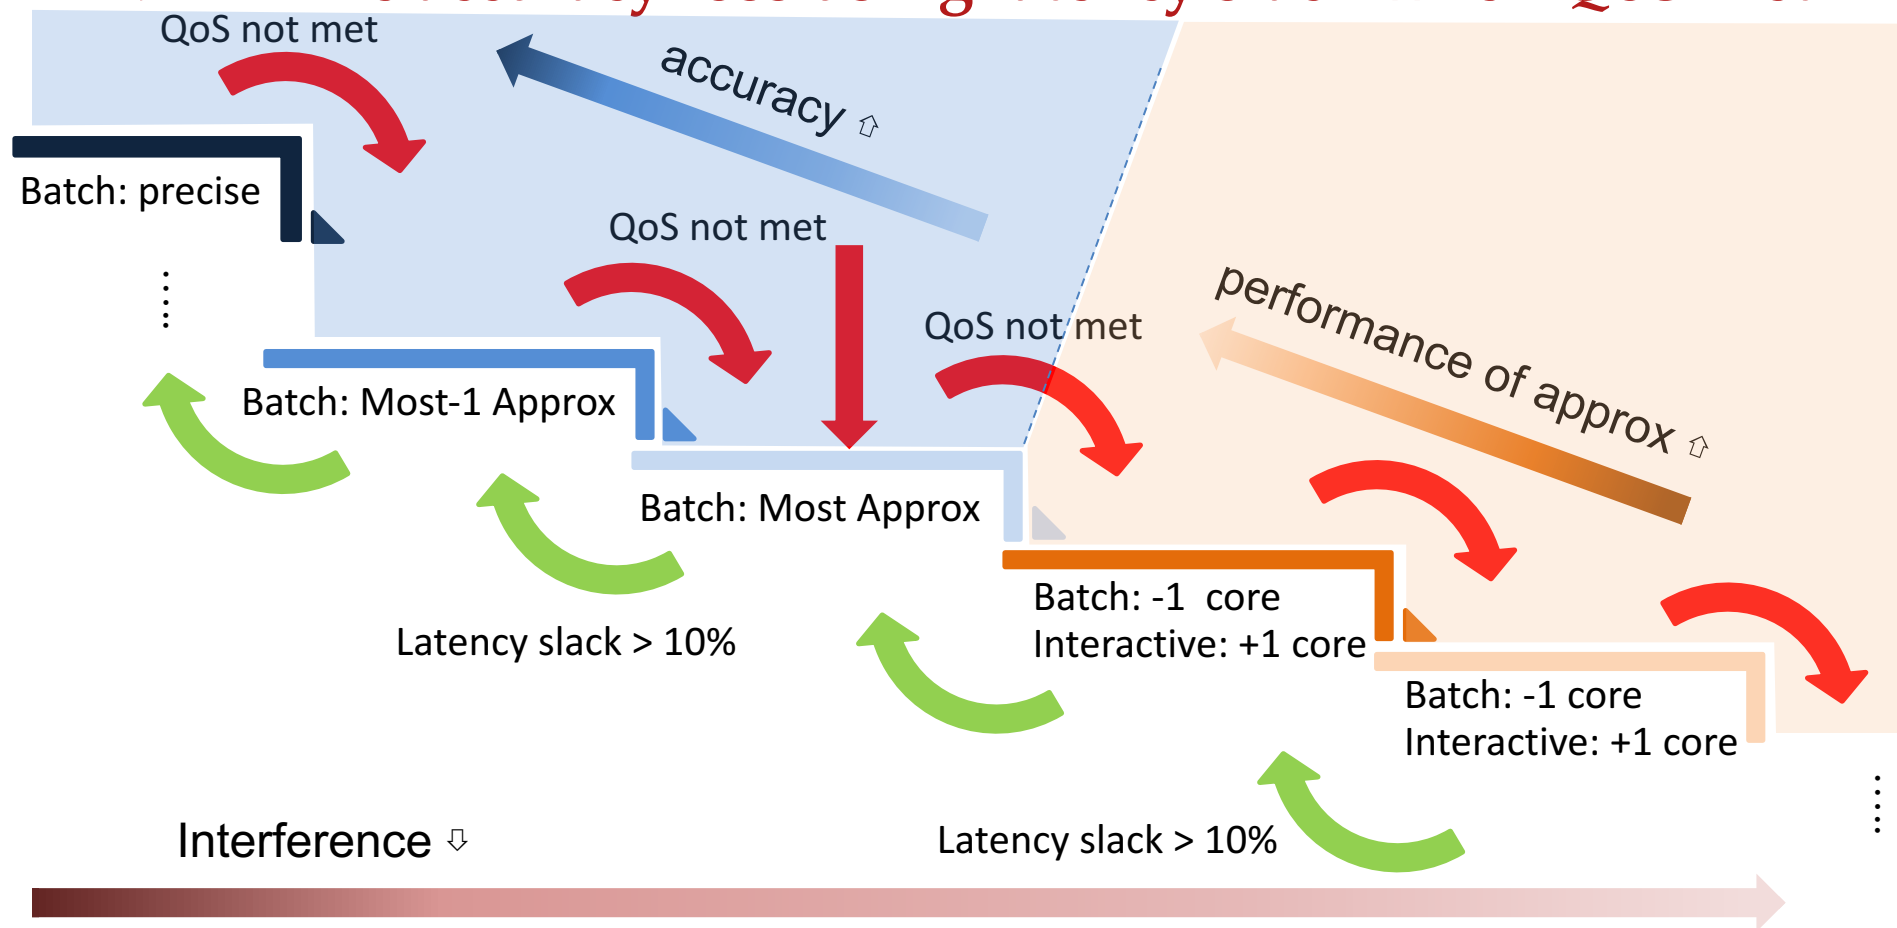 QoS not met
accuracy ⇧
Batch: precise
QoS not met
QoS not met
performance of approx ⇧
Batch: Most-1 Approx
Batch: Most Approx
Batch: -1 core
Interactive: +1 core
Latency slack > 10%
Batch: -1 core
Interactive: +1 core
Latency slack > 10%
Interference ⇩